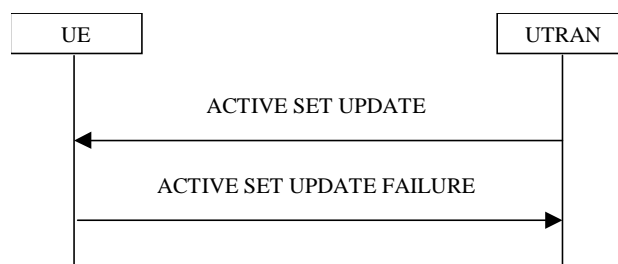 UE
UTRAN
ACTIVE SET UPDATE
ACTIVE SET UPDATE FAILURE